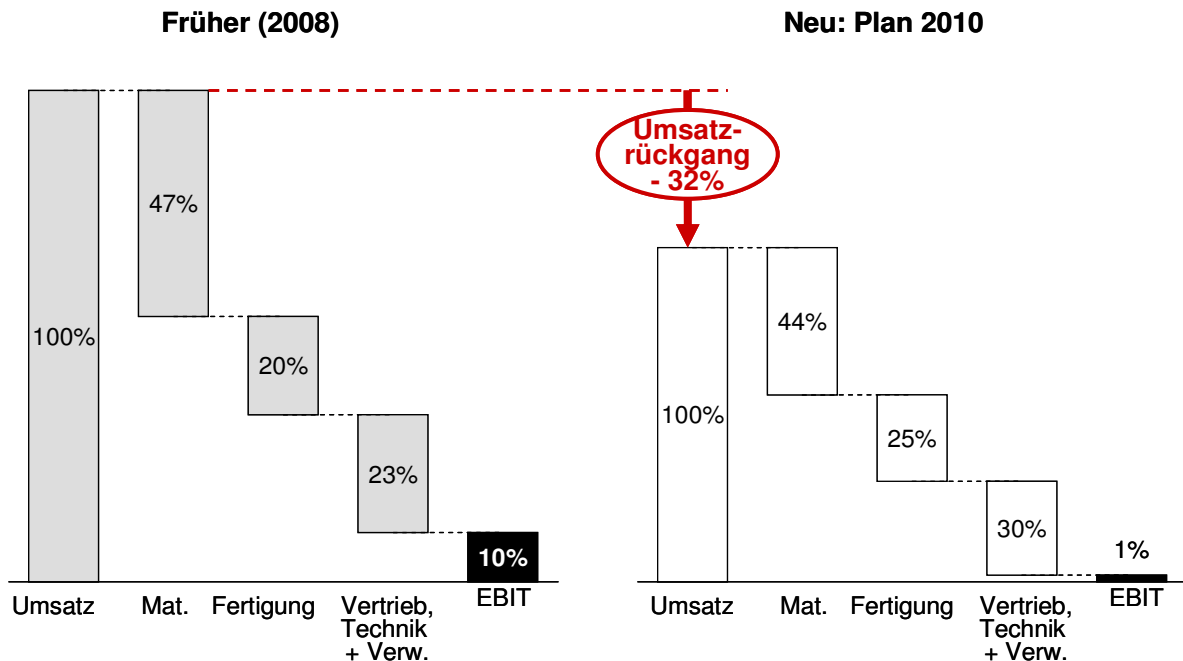 Früher (2008)
Neu: Plan 2010
Umsatz-
rückgang
- 32%
100%
47%
20%
23%
10%
Umsatz
Mat.
Fertigung
Vertrieb,
Technik
+ Verw.
EBIT
100%
44%
25%
30%
1%
Umsatz
Mat.
Fertigung
Vertrieb,
Technik
+ Verw.
EBIT